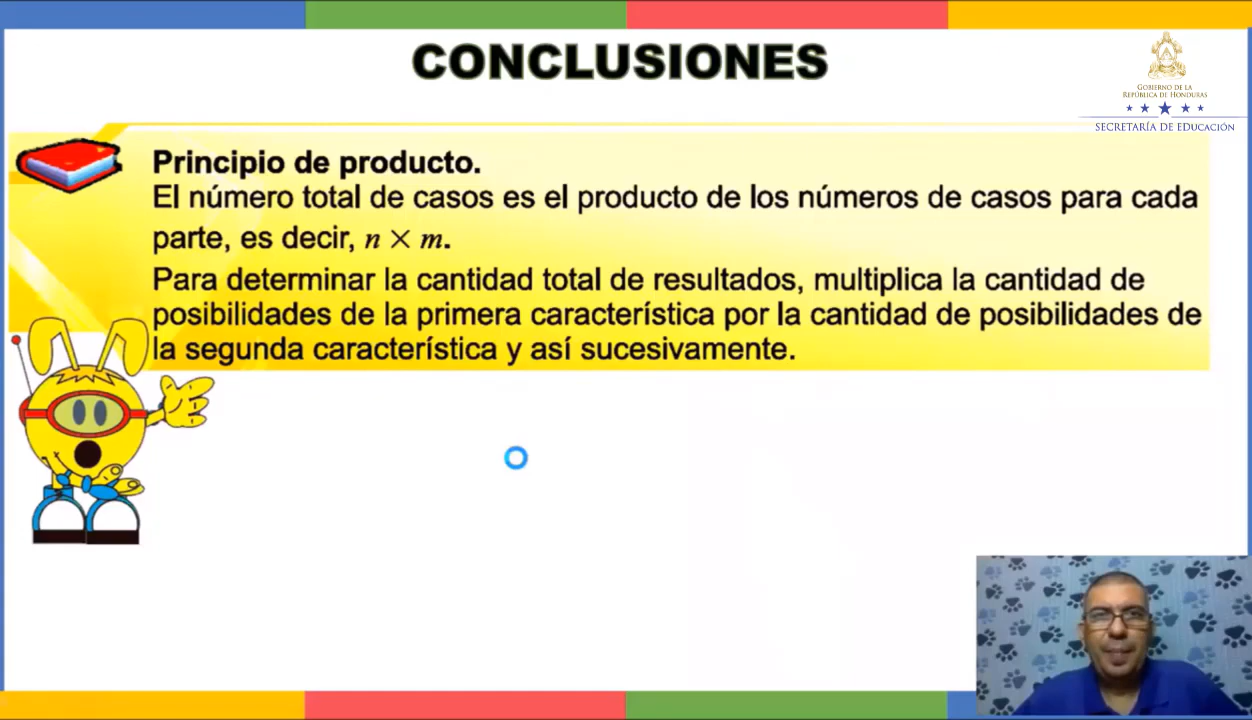 CONCLUSIONES
GOBIERNO DE LA
REPÚBLICA DE HONDURAS
SECRETARÍA DE EDUCACIÓN
Principio de producto.
El número total de casos es el producto de los números de casos para cada
parte, es decir, n × m.
Para determinar la cantidad total de resultados, multiplica la cantidad de
posibilidades de la primera característica por la cantidad de posibilidades de
la segunda característica y así sucesivamente.